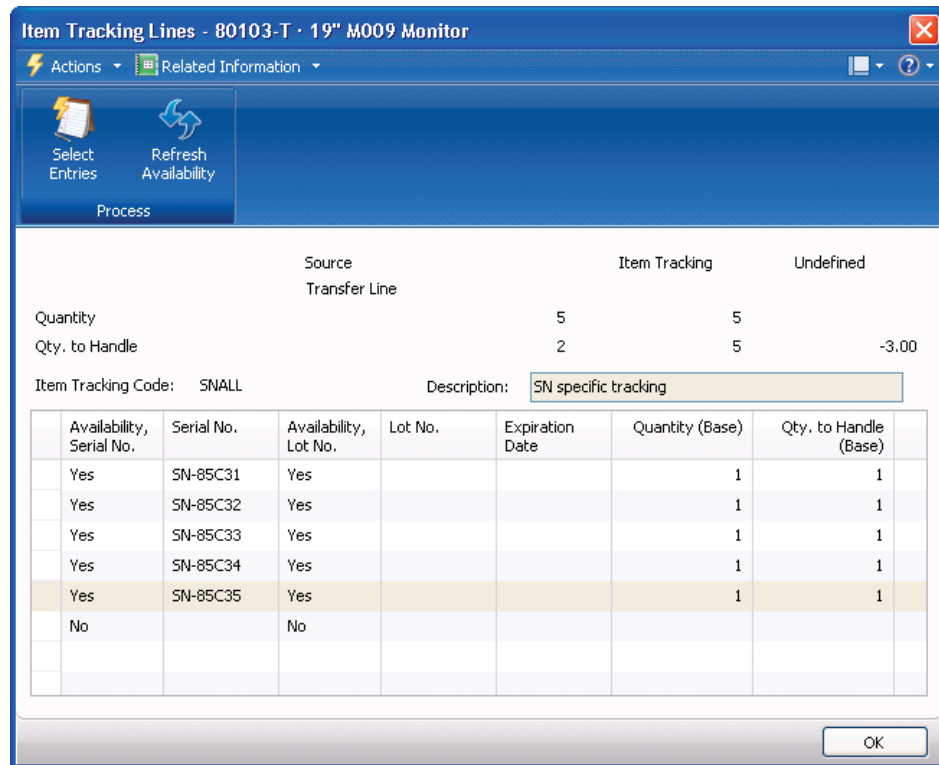 Item Tracking Lines - 80103-T · 19" M009 Monitor
Actions Related Information
Select Entries
Refresh Availability
Process
Source Item Tracking Undefined
Transfer Line
Quantity 5 5
Qty. to Handle 2 5 -3.00
Item Tracking Code: SNALL Description: SN specific tracking
Availability, Serial No. Serial No. Availability, Lot No. Lot No. Expiration Date Quantity (Base) Qty. to Handle (Base)
Yes SN-85C31 Yes 1 1
Yes SN-85C32 Yes 1 1
Yes SN-85C33 Yes 1 1
Yes SN-85C34 Yes 1 1
Yes SN-85C35 Yes 1 1
No No
OK